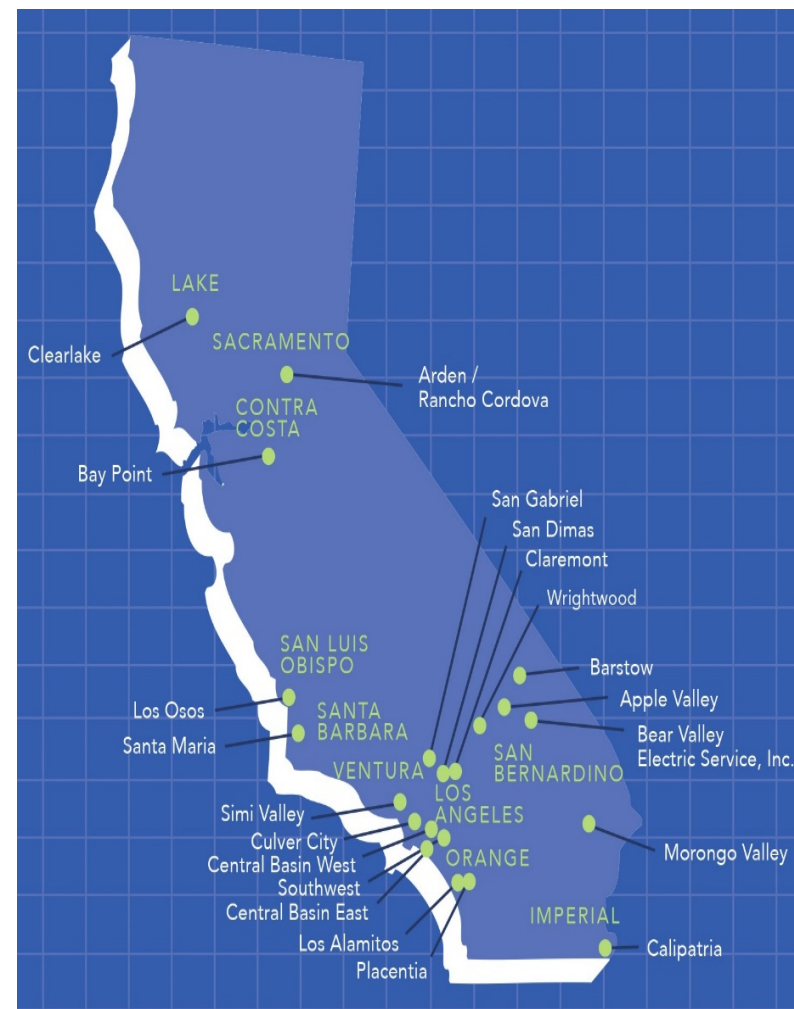 LAKE
Clearlake
SACRAMENTO
Arden /
Rancho Cordova
CONTRA
COSTA
Bay Point
San Gabriel
San Dimas
Claremont
Wrightwood
SAN LUIS
OBISPO
Los Osos
SANTA
BARBARA
Santa Maria
Barstow
Apple Valley
Bear Valley
Electric Service, Inc.
SAN
BERNARDINO
VENTURA
LOS
ANGELES
Simi Valley
Culver City
Central Basin West
Southwest
Central Basin East
ORANGE
Morongo Valley
Los Alamitos
Placentia
IMPERIAL
Calipatria